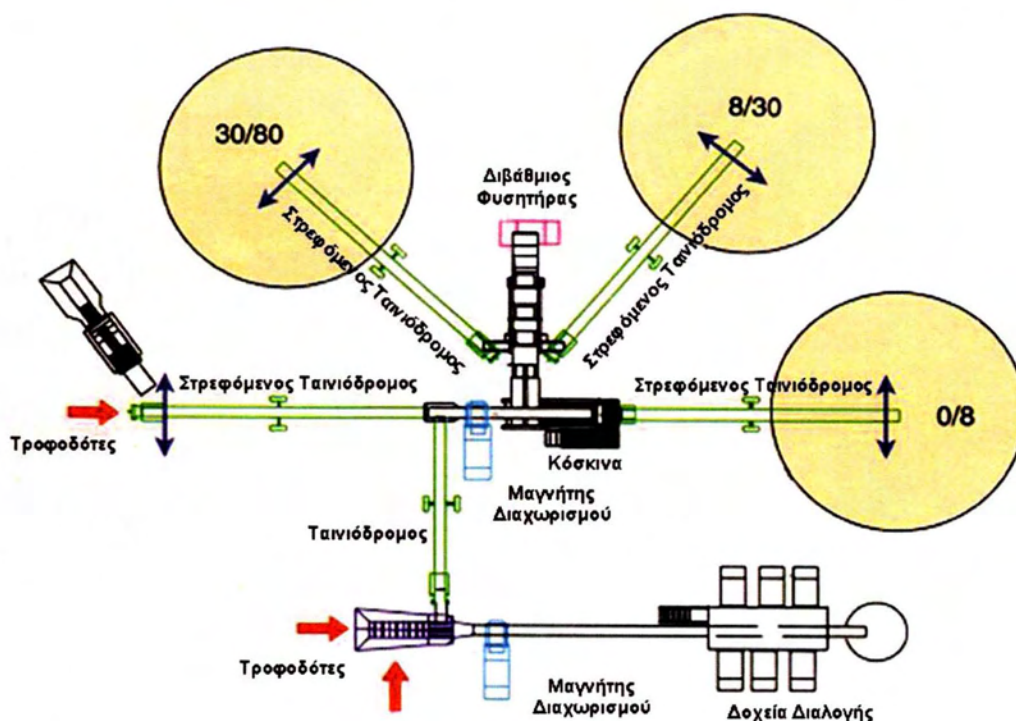 30/80
8/30
Διβάθμιος
Φυσητήρας
Στρεφόμενος Ταινιόδρομος
Στρεφόμενος Ταινιόδρομος
Στρεφόμενος Ταινιόδρομος
Στρεφόμενος Ταινιόδρομος
0/8
Τροφοδότες
Κόσκινα
Μαγνήτης
Διαχωρισμού
Ταινιόδρομος
Τροφοδότες
Μαγνήτης
Διαχωρισμού
Δοχεία Διαλογής